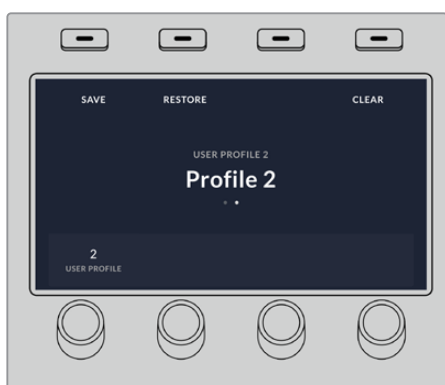 SAVE RESTORE CLEAR
USER PROFILE 2
Profile 2
2
USER PROFILE